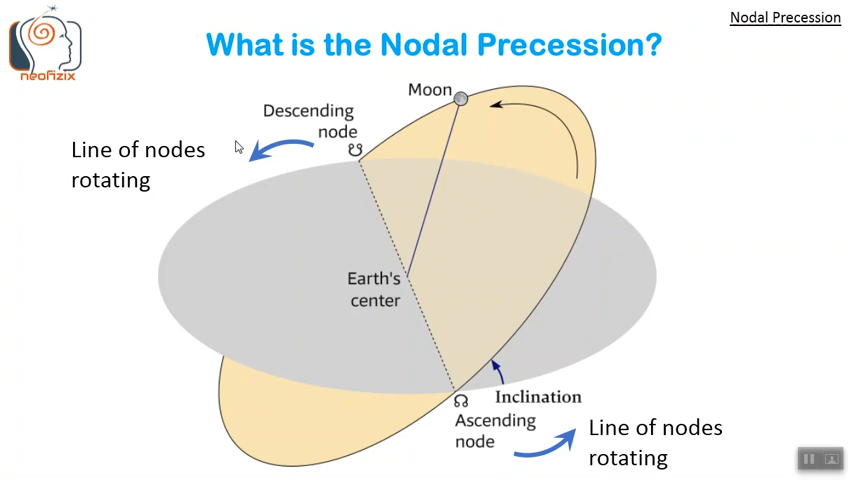 Nodal Precession
neofizix
What is the Nodal Precession?
Moon
Descending
node
☋
Line of nodes
rotating
Earth's
center
Inclination
☊
Ascending
node
Line of nodes
rotating